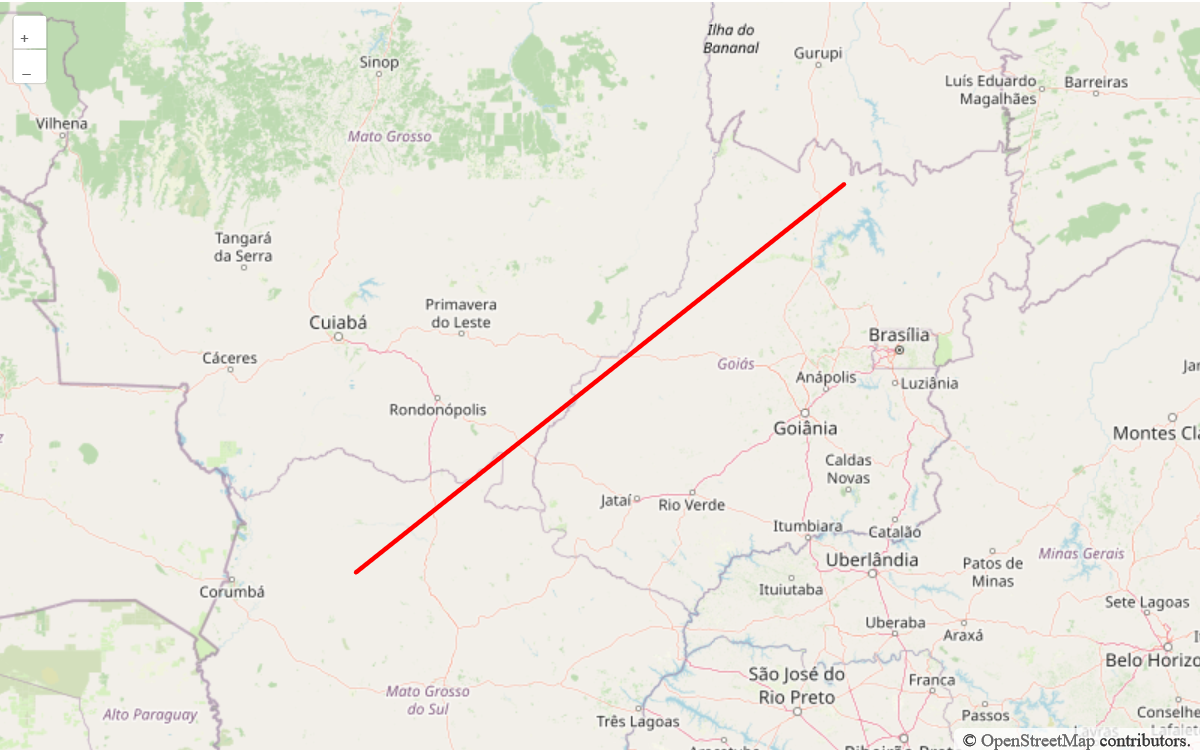 +
–
Ilha do
Bananal
Gurupi
Sinop
Luís Eduardo
Magalhães
Barreiras
Vilhena
Mato Grosso
Tangará
da Serra
Primavera
do Leste
Cuiabá
Brasília
Cáceres
Goiás
Anápolis
Luziânia
Rondonópolis
Goiânia
Montes Cl
Caldas
Novas
Jataí
Rio Verde
Itumbiara
Catalão
Uberlândia
Minas Gerais
Patos de
Minas
Corumbá
Ituiutaba
Sete Lagoas
Uberaba
Araxá
Belo Horizo
São José do
Rio Preto
Franca
Mato Grosso
do Sul
Alto Paraguay
Três Lagoas
Passos
Conselhe
© OpenStreetMap contributors.